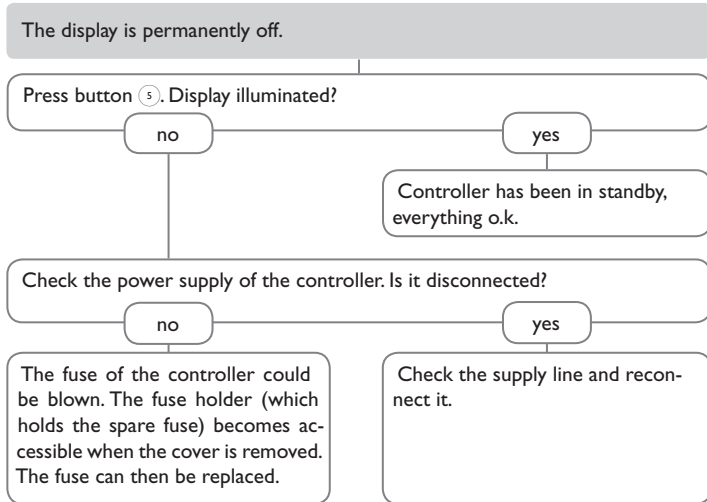 The display is permanently off.
Press button 5. Display illuminated?
no
yes
Controller has been in standby,
everything o.k.
Check the power supply of the controller. Is it disconnected?
no
yes
The fuse of the controller could
be blown. The fuse holder (which
holds the spare fuse) becomes ac-
cessible when the cover is removed.
The fuse can then be replaced.
Check the supply line and recon-
nect it.